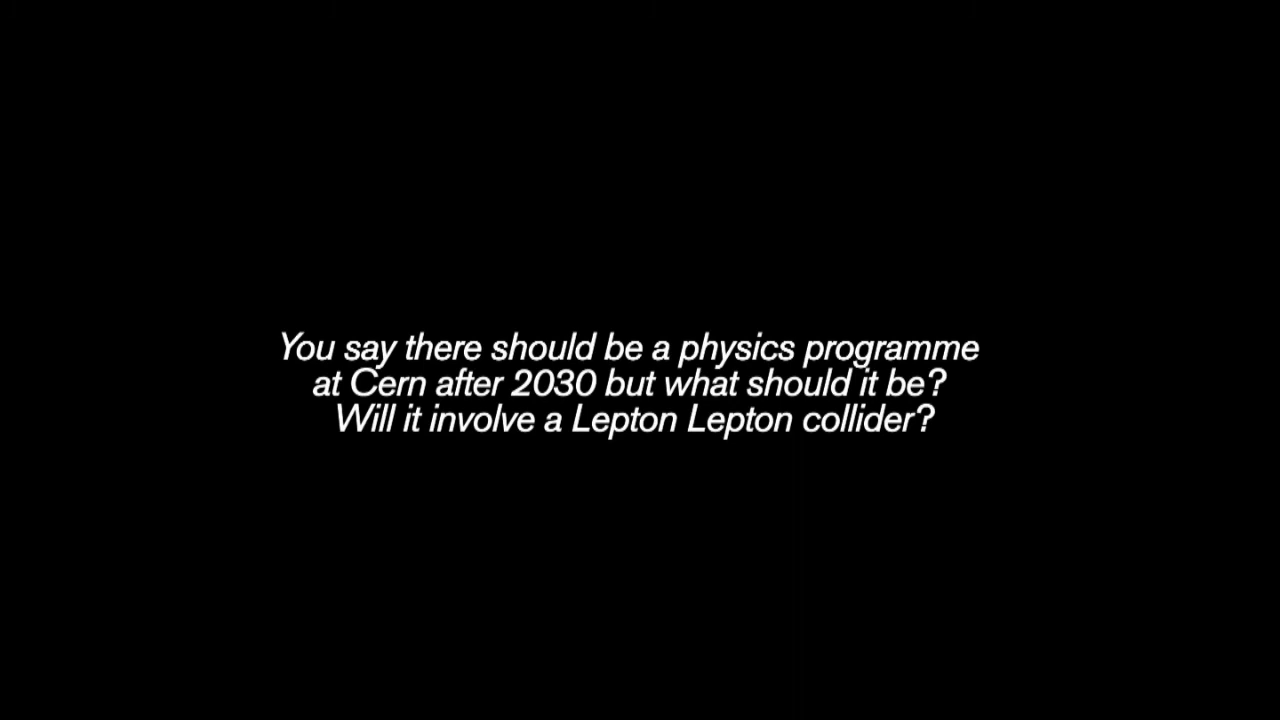 You say there should be a physics programme
at Cern after 2030 but what should it be?
Will it involve a Lepton Lepton collider?